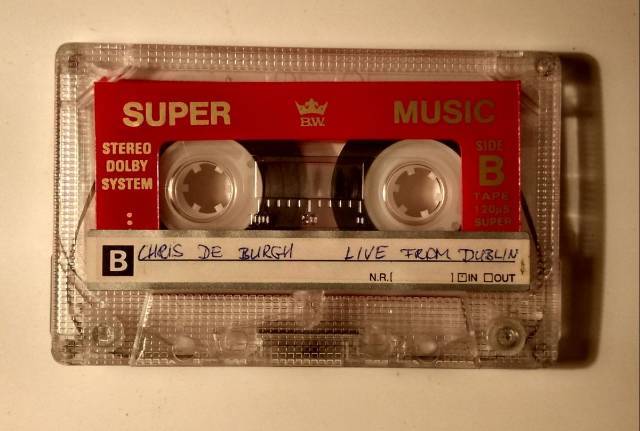 SUPER B.W. MUSIC
STEREO
DOLBY
SYSTEM
SIDE
B
TAPE
120µS
SUPER
B CHRIS DE BURGH LIVE FROM DUBLIN
N.R.[ ] IN OUT